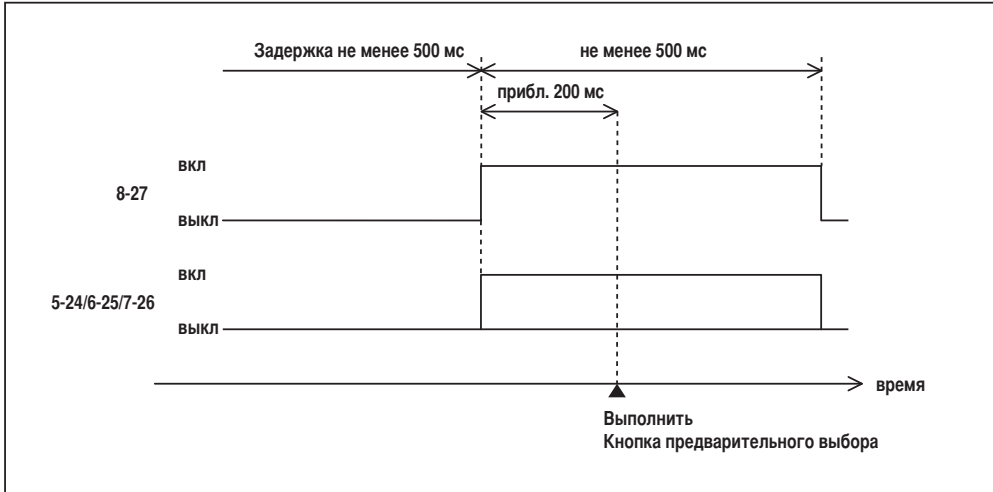 Задержка не менее 500 мс
не менее 500 мс
прибл. 200 мс
вкл
8-27
выкл
вкл
5-24/6-25/7-26
выкл
время
Выполнить
Кнопка предварительного выбора